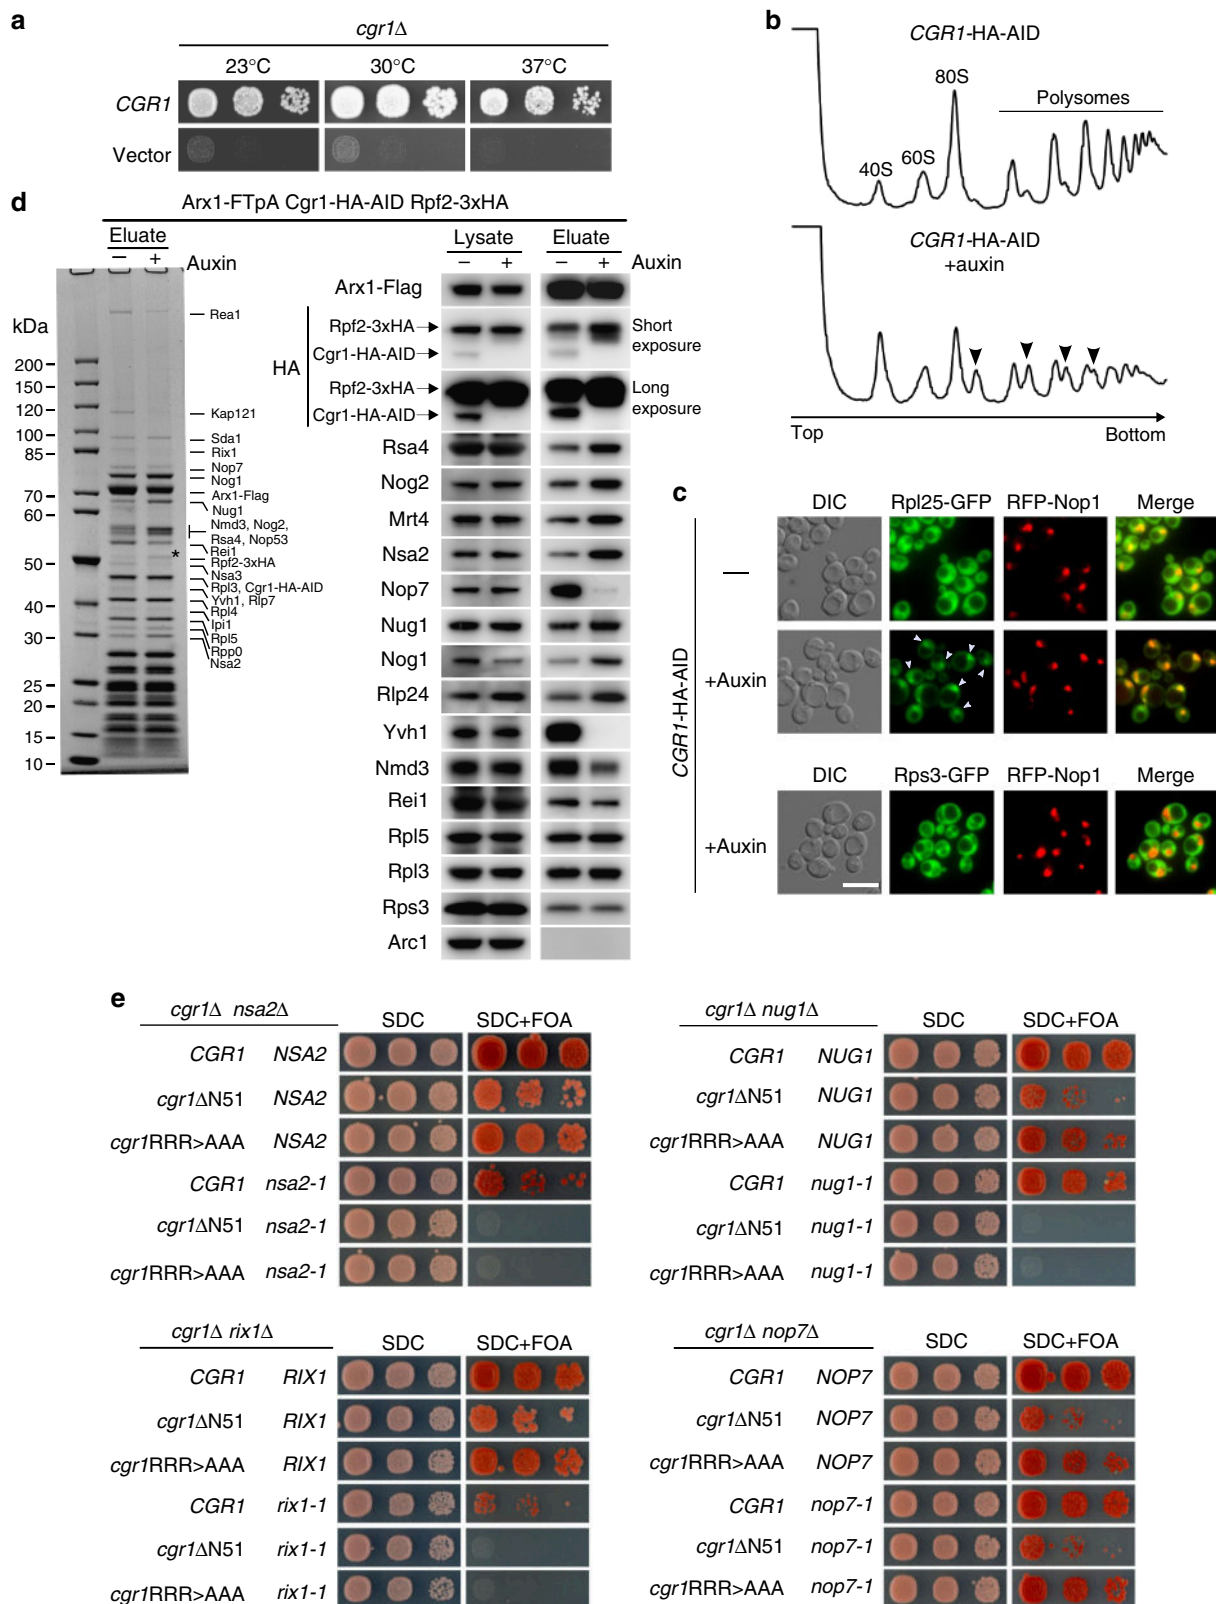 a
cgr1Δ
23°C 30°C 37°C
CGR1
Vector
b
CGR1-HA-AID
40S 60S 80S Polysomes
CGR1-HA-AID
+auxin
Top Bottom
c
DIC Rpl25-GFP RFP-Nop1 Merge
—
+Auxin
CGR1-HA-AID
DIC Rps3-GFP RFP-Nop1 Merge
+Auxin
d
Arx1-FTpA Cgr1-HA-AID Rpf2-3xHA
Eluate
– + Auxin
kDa
200
150
120
100
85
70
60
50
40
30
25
20
15
10
Rea1
Kap121
Sda1
Rix1
Nop7
Nog1
Arx1-Flag
Nug1
Nmd3, Nog2,
Rsa4, Nop53
Rei1
*
Rpf2-3xHA
Nsa3
Rpl3, Cgr1-HA-AID
Yvh1, Rlp7
Rpl4
Ipi1
Rpl5
Rpp0
Nsa2
Lysate Eluate
– + – + Auxin
Arx1-Flag
HA
Rpf2-3xHA
Cgr1-HA-AID
Short
exposure
Rpf2-3xHA
Cgr1-HA-AID
Long
exposure
Rsa4
Nog2
Mrt4
Nsa2
Nop7
Nug1
Nog1
Rlp24
Yvh1
Nmd3
Rei1
Rpl5
Rpl3
Rps3
Arc1
e
cgr1Δ nsa2Δ SDC SDC+FOA
CGR1 NSA2
cgr1ΔN51 NSA2
cgr1RRR>AAA NSA2
CGR1 nsa2-1
cgr1ΔN51 nsa2-1
cgr1RRR>AAA nsa2-1
cgr1Δ nug1Δ SDC SDC+FOA
CGR1 NUG1
cgr1ΔN51 NUG1
cgr1RRR>AAA NUG1
CGR1 nug1-1
cgr1ΔN51 nug1-1
cgr1RRR>AAA nug1-1
cgr1Δ rix1Δ SDC SDC+FOA
CGR1 RIX1
cgr1ΔN51 RIX1
cgr1RRR>AAA RIX1
CGR1 rix1-1
cgr1ΔN51 rix1-1
cgr1RRR>AAA rix1-1
cgr1Δ nop7Δ SDC SDC+FOA
CGR1 NOP7
cgr1ΔN51 NOP7
cgr1RRR>AAA NOP7
CGR1 nop7-1
cgr1ΔN51 nop7-1
cgr1RRR>AAA nop7-1